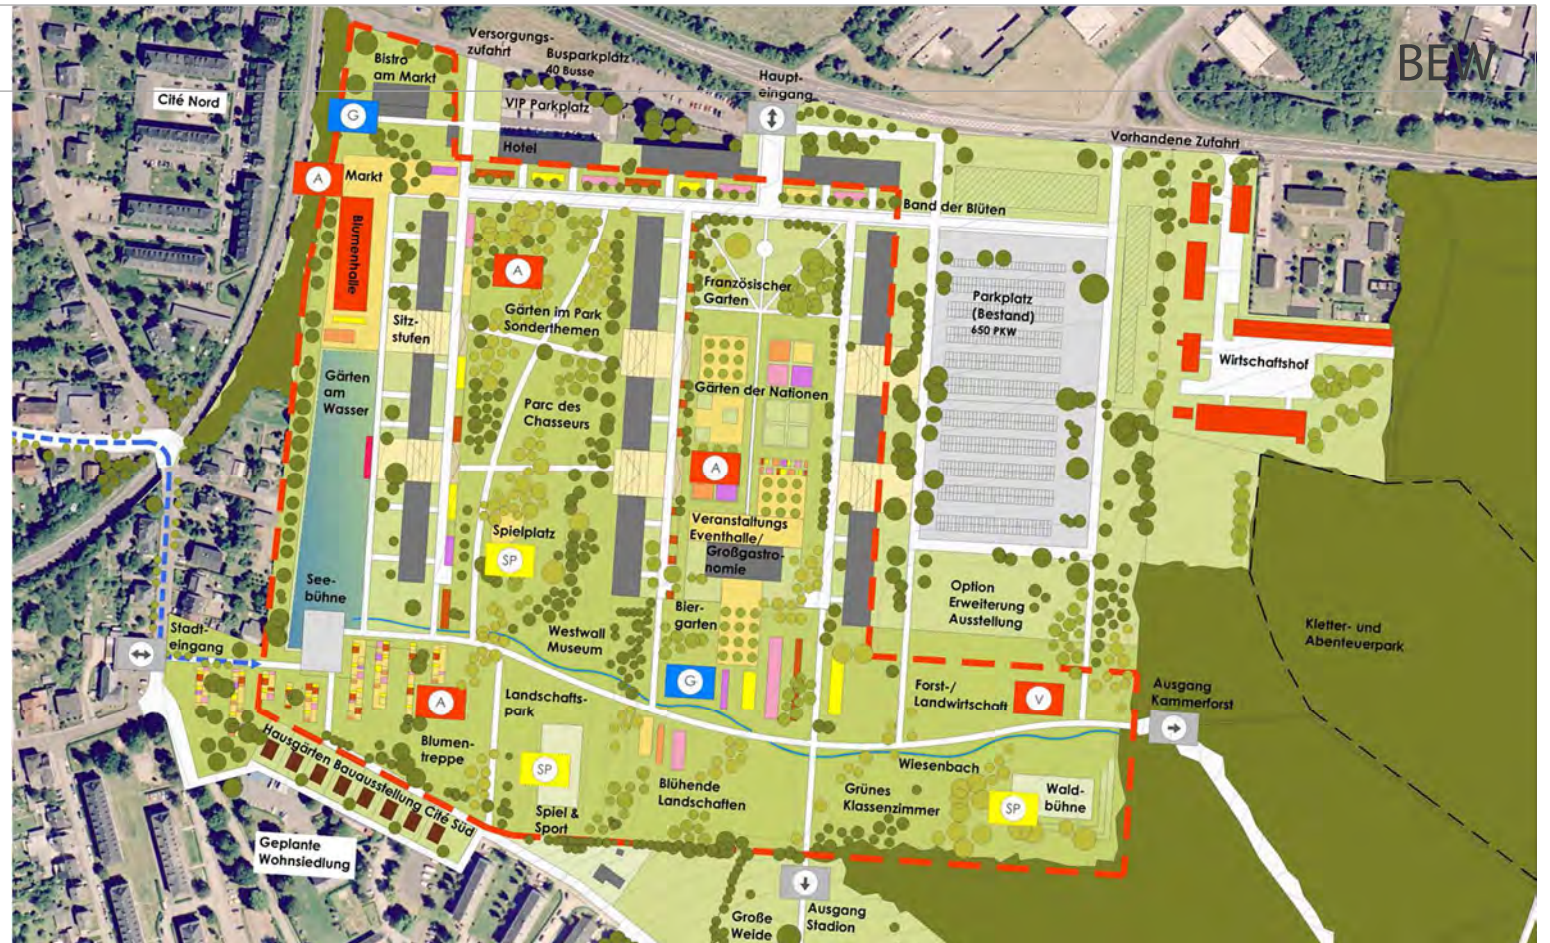 BEW
Versorgungs-
zufahrt
Busparkplatz
40 Busse
Haupt-
eingang
Bistro
am Markt
Cité Nord
VIP Parkplatz
G
Vorhandene Zufahrt
Hotel
A
Markt
Band der Blüten
Blumenhalle
A
Französischer
Garten
Gärten im Park
Sonderthemen
Parkplatz
(Bestand)
650 PKW
Sitz-
stufen
Wirtschaftshof
Gärten
am
Wasser
Gärten der Nationen
Parc des
Chasseurs
A
Veranstaltungs
Eventhalle/
Großgastro-
nomie
Spielplatz
SP
See-
bühne
Option
Erweiterung
Ausstellung
Bier-
garten
Stadt-
eingang
Westwall
Museum
Kletter- und
Abenteuerpark
G
Forst-/
Landwirtschaft
V
Ausgang
Kammerforst
A
Landschafts-
park
Hausgärten Bauausstellung Cité Süd
Blumen-
treppe
SP
Wiesenbach
Blühende
Landschaften
Grünes
Klassenzimmer
SP
Wald-
bühne
Spiel &
Sport
Geplante
Wohnsiedlung
Große
Weide
Ausgang
Stadion